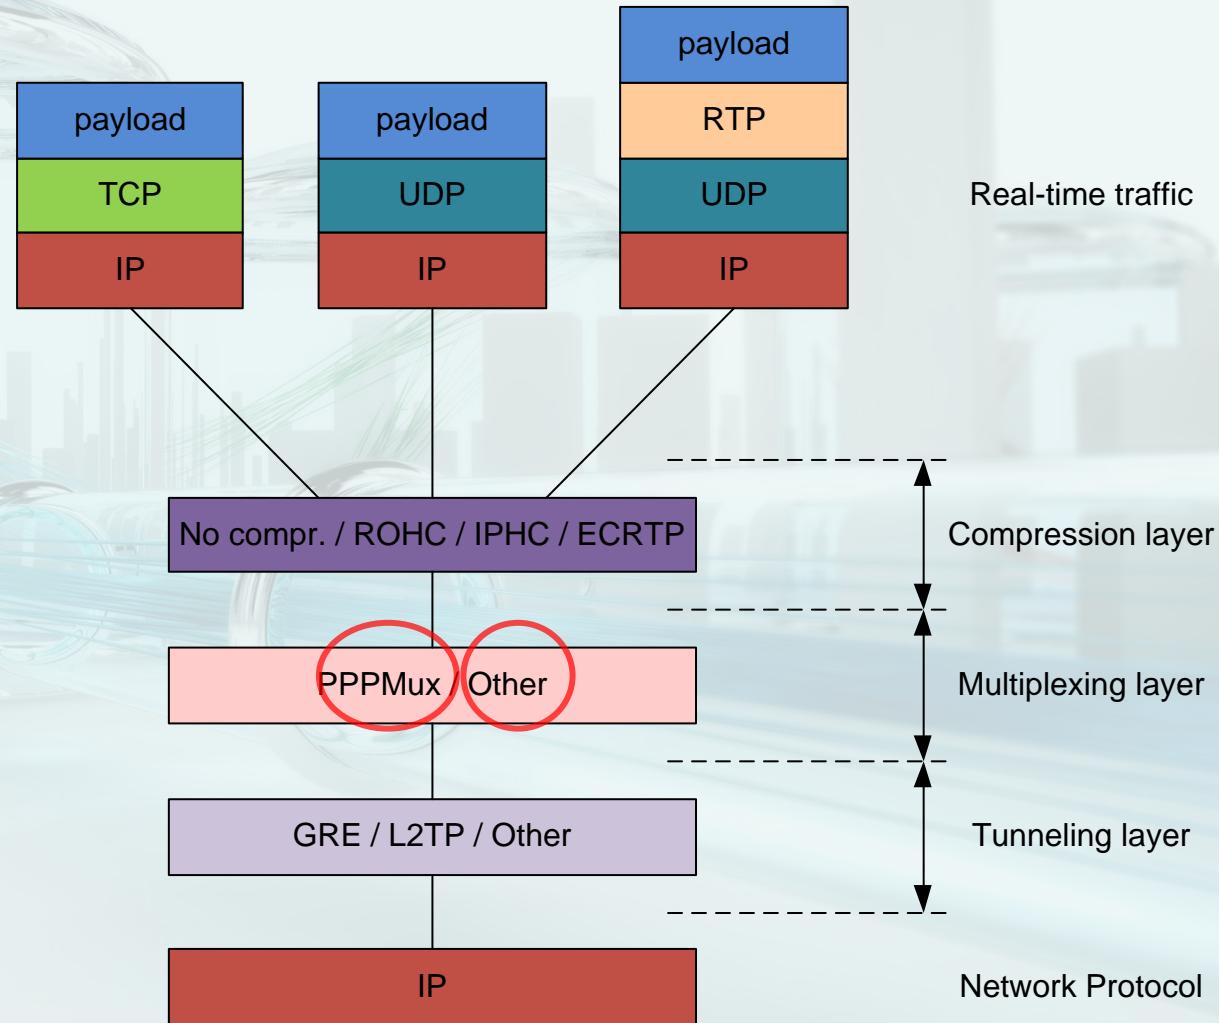 payload
payload
payload
RTP
TCP
UDP
UDP
Real-time traffic
IP
IP
IP
No compr. / ROHC / IPHC / ECRTP
Compression layer
PPPMux / Other
Multiplexing layer
GRE / L2TP / Other
Tunneling layer
IP
Network Protocol